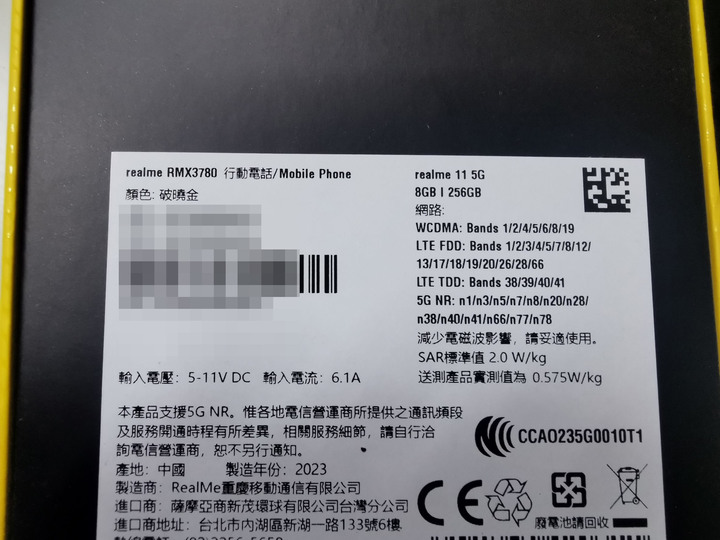 realme RMX3780 行動電話/Mobile Phone
顏色: 破曉金
realme 11 5G
8GB | 256GB
網路:
WCDMA: Bands 1/2/4/5/6/8/19
LTE FDD: Bands 1/2/3/4/5/7/8/12/
13/17/18/19/20/26/28/66
LTE TDD: Bands 38/39/40/41
5G NR: n1/n3/n5/n7/n8/n20/n28/
n38/n40/n41/n66/n77/n78
減少電磁波影響，請妥適使用。
SAR標準值 2.0 W/kg
送測產品實測值為 0.575W/kg
輸入電壓: 5-11V DC 輸入電流: 6.1A
本產品支援5G NR。惟各地電信營運商所提供之通訊頻段
及服務開通時程有所差異，相關服務細節，請自行洽
詢電信營運商，恕不另行通知。
CCAO235G0010T1
產地: 中國 製造年份: 2023
製造商: RealMe重慶移動通信有限公司
進口商: 薩摩亞商新茂環球有限公司台灣分公司
進口商地址: 台北市內湖區新湖一路133號6樓
CE
廢電池請回收